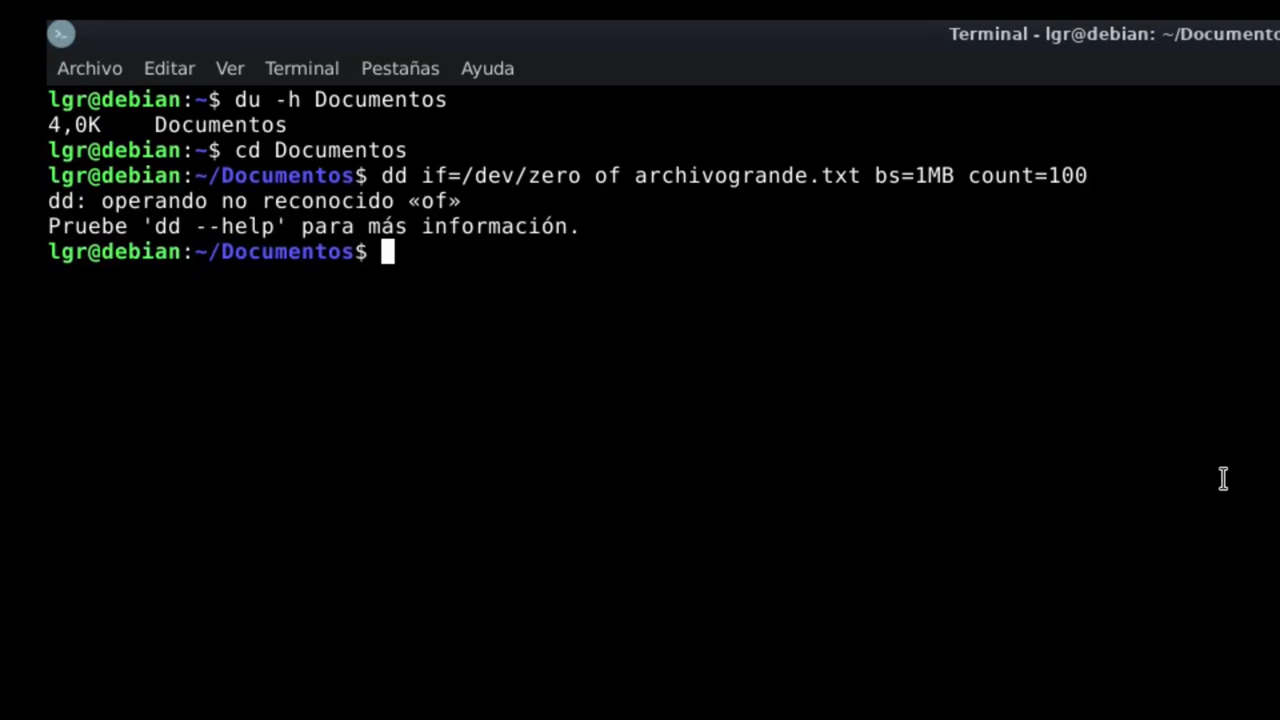 Terminal - lgr@debian: ~/Documento
Archivo Editar Ver Terminal Pestañas Ayuda
lgr@debian:~$ du -h Documentos
4,0K    Documentos
lgr@debian:~$ cd Documentos
lgr@debian:~/Documentos$ dd if=/dev/zero of archivogrande.txt bs=1MB count=100
dd: operando no reconocido «of»
Pruebe 'dd --help' para más información.
lgr@debian:~/Documentos$